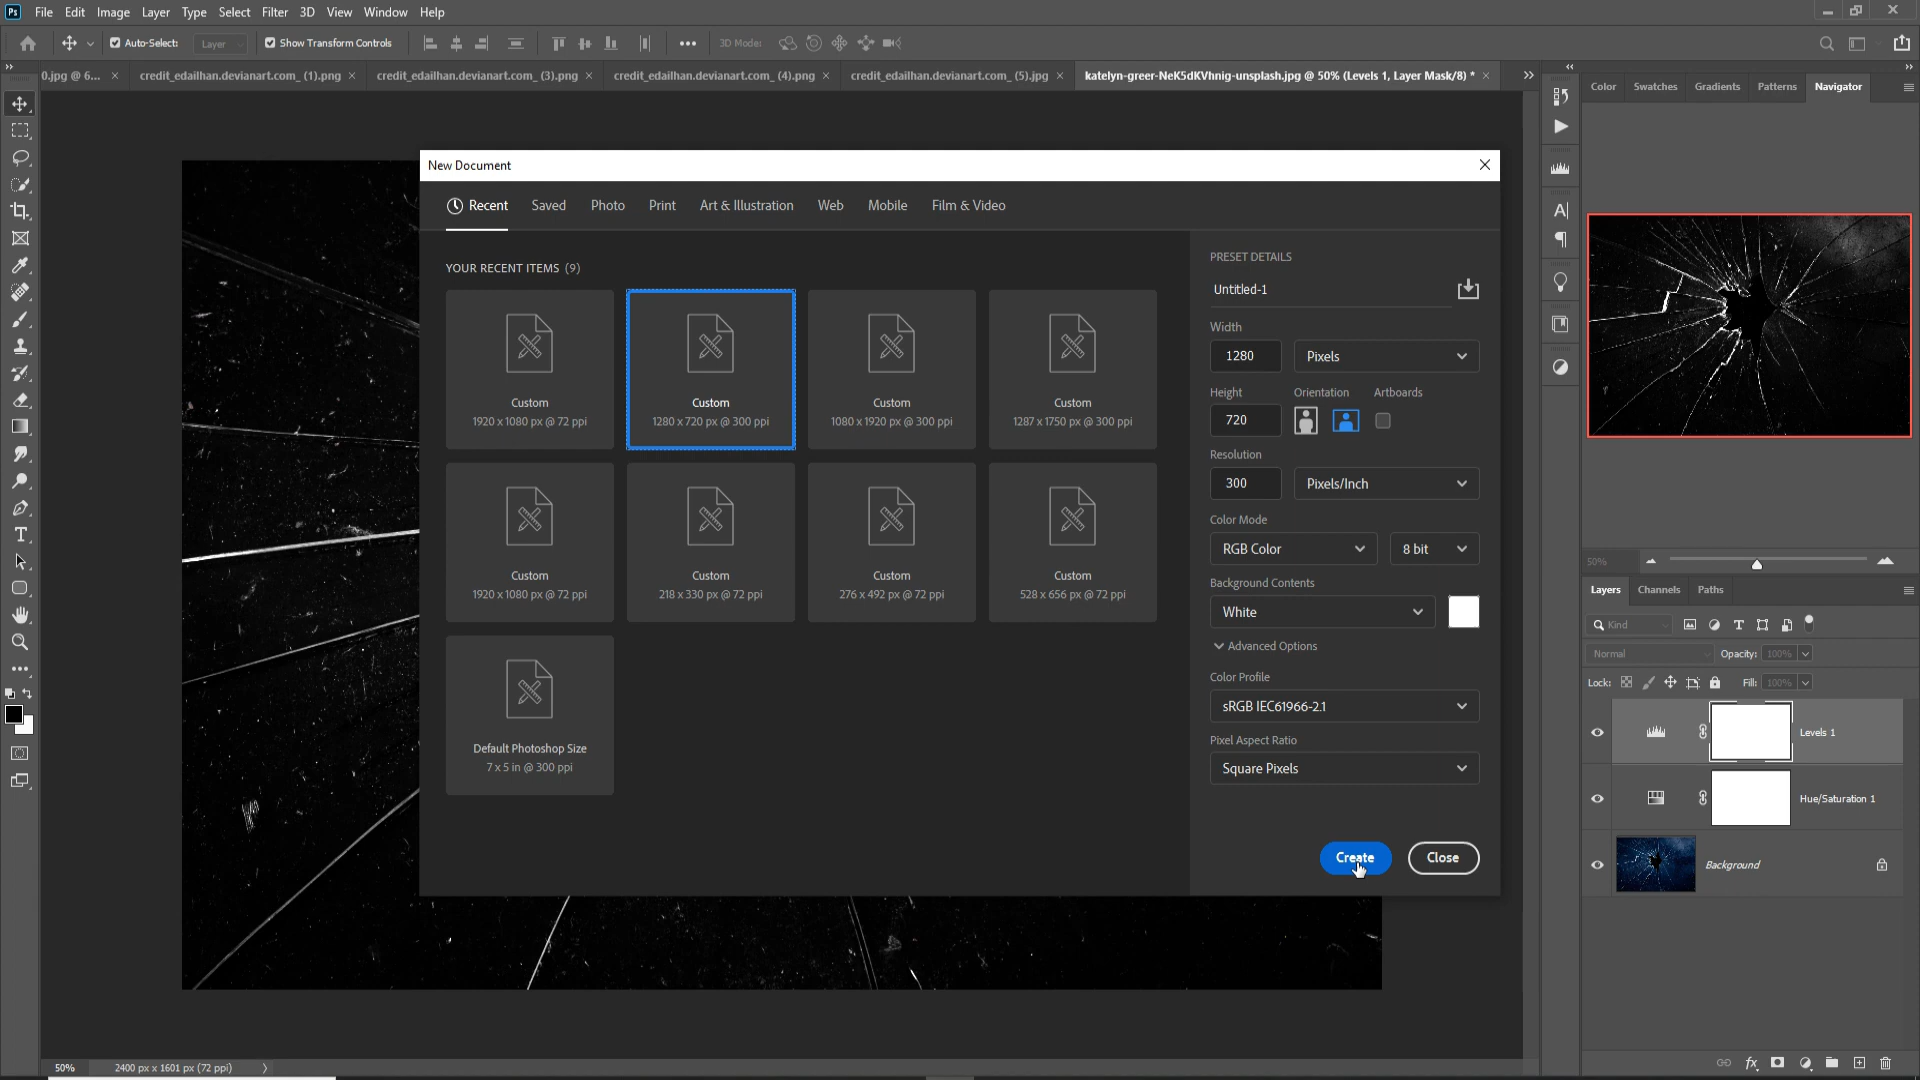 Ps File Edit Image Layer Type Select Filter 3D View Window Help
Auto-Select: Layer Show Transform Controls 3D Mode:
0.jpg @ 6... credit_edailhan.devianart.com_ (1).png credit_edailhan.devianart.com_ (3).png credit_edailhan.devianart.com_ (4).png credit_edailhan.devianart.com_ (5).jpg katelyn-greer-NeK5dKVhnig-unsplash.jpg @ 50% (Levels 1, Layer Mask/8) *
Color Swatches Gradients Patterns Navigator
New Document
Recent Saved Photo Print Art & Illustration Web Mobile Film & Video
YOUR RECENT ITEMS (9)
Custom
1920 x 1080 px @ 72 ppi
Custom
1280 x 720 px @ 300 ppi
Custom
1080 x 1920 px @ 300 ppi
Custom
1287 x 1750 px @ 300 ppi
Custom
1920 x 1080 px @ 72 ppi
Custom
218 x 330 px @ 72 ppi
Custom
276 x 492 px @ 72 ppi
Custom
528 x 656 px @ 72 ppi
Default Photoshop Size
7 x 5 in @ 300 ppi
PRESET DETAILS
Untitled-1
Width
1280 Pixels
Height Orientation Artboards
720
Resolution
300 Pixels/Inch
Color Mode
RGB Color 8 bit
Background Contents
White
Advanced Options
Color Profile
sRGB IEC61966-2.1
Pixel Aspect Ratio
Square Pixels
Create Close
50%
Layers Channels Paths
Kind
Normal Opacity: 100%
Lock: Fill: 100%
Levels 1
Hue/Saturation 1
Background
50% 2400 px x 1601 px (72 ppi)